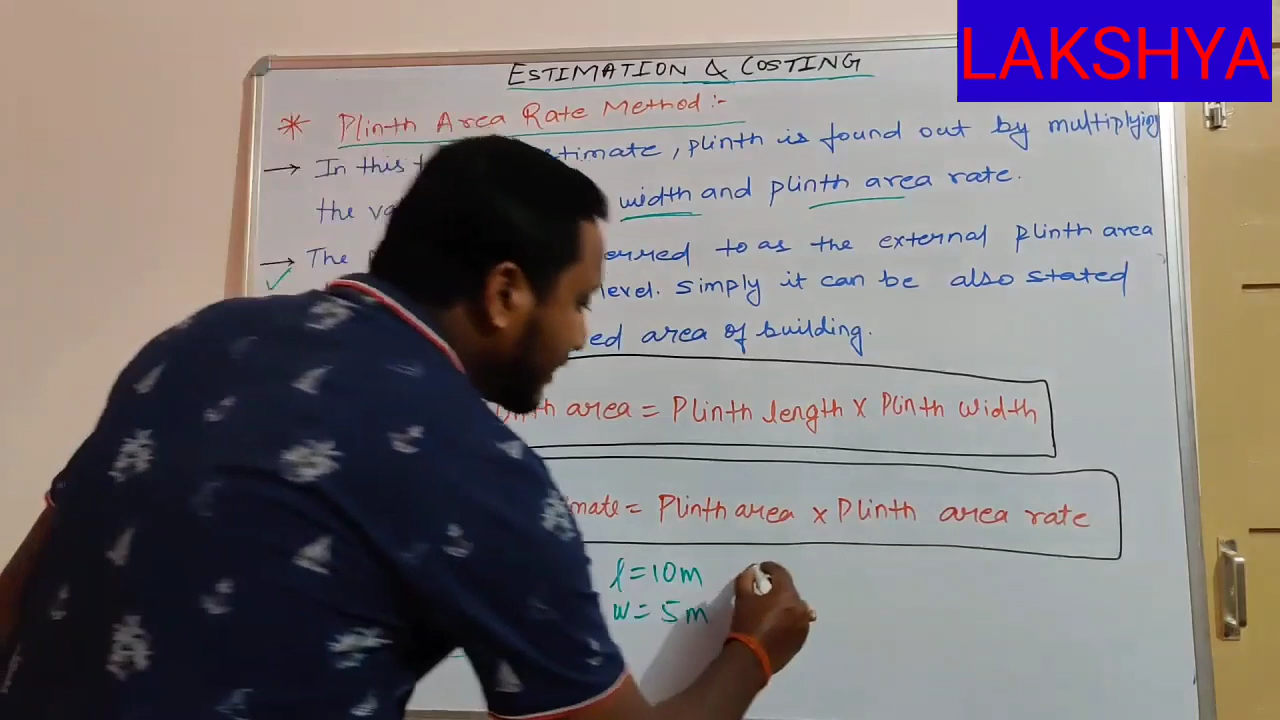 LAKSHYA
ESTIMATION & COSTING
* Plinth Area Rate Method :-
→ In this estimate, plinth is found out by multiplying
the width and plinth area rate.
→ The to as the external plinth area
level. simply it can be also stated
area of building.
area = Plinth length x Plinth width
= Plinth area x Plinth area rate
l = 10m
w = 5m